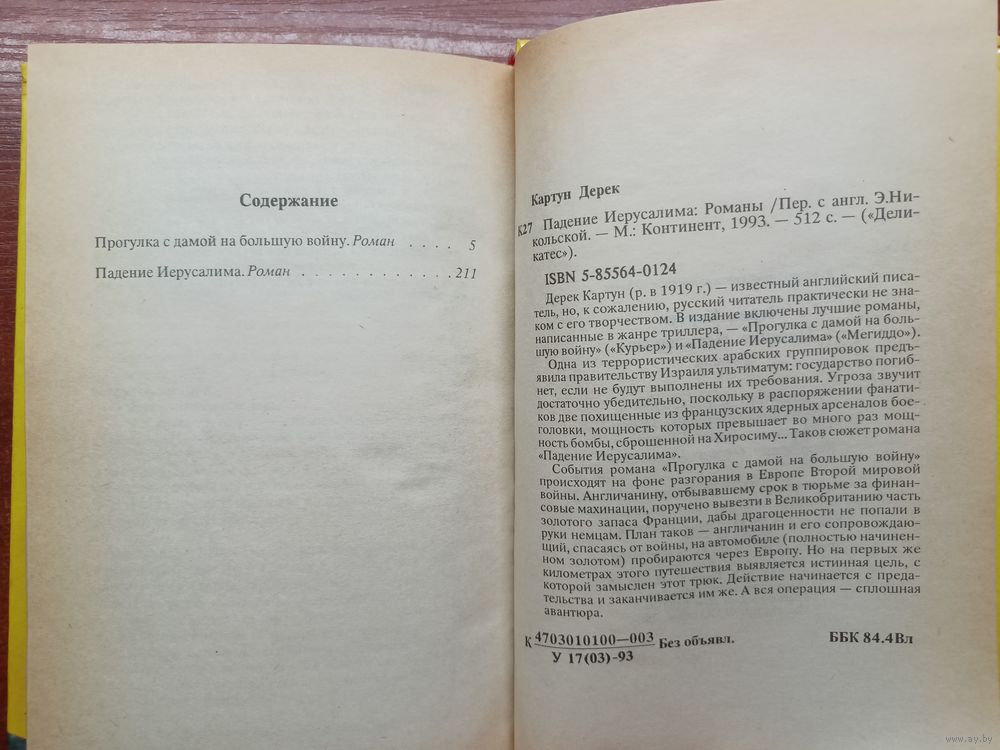 Содержание
Прогулка с дамой на большую войну. Роман . . . . 5
Падение Иерусалима. Роман . . . . . . . . . . . . . 211
Картун Дерек
К27 Падение Иерусалима: Романы /Пер. с англ. Э.Ни-
кольской. — М.: Континент, 1993. — 512 с. — («Дели-
катес»).
ISBN 5-85564-0124
Дерек Картун (р. в 1919 г.) — известный английский писа-
тель, но, к сожалению, русский читатель практически не зна-
ком с его творчеством. В издание включены лучшие романы,
написанные в жанре триллера, — «Прогулка с дамой на боль-
шую войну» («Курьер») и «Падение Иерусалима» («Мегиддо»).
Одна из террористических арабских группировок предъ-
явила правительству Израиля ультиматум: государство погиб-
нет, если не будут выполнены их требования. Угроза звучит
достаточно убедительно, поскольку в распоряжении фанати-
ков две похищенные из французских ядерных арсеналов бое-
головки, мощность которых превышает во много раз мощ-
ность бомбы, сброшенной на Хиросиму... Таков сюжет романа
«Падение Иерусалима».
События романа «Прогулка с дамой на большую войну»
происходят на фоне разгорания в Европе Второй мировой
войны. Англичанину, отбывавшему срок в тюрьме за финан-
совые махинации, поручено вывезти в Великобританию часть
золотого запаса Франции, дабы драгоценности не попали в
руки немцам. План таков — англичанин и его сопровождаю-
щий, спасаясь от войны, на автомобиле (полностью начинен-
ном золотом) пробираются через Европу. Но на первых же
километрах этого путешествия выявляется истинная цель, с
которой замыслен этот трюк. Действие начинается с преда-
тельства и заканчивается им же. А вся операция — сплошная
авантюра.
К 4703010100—003 Без объявл. ББК 84.4Вл
У 17(03)-93
www.ay.by